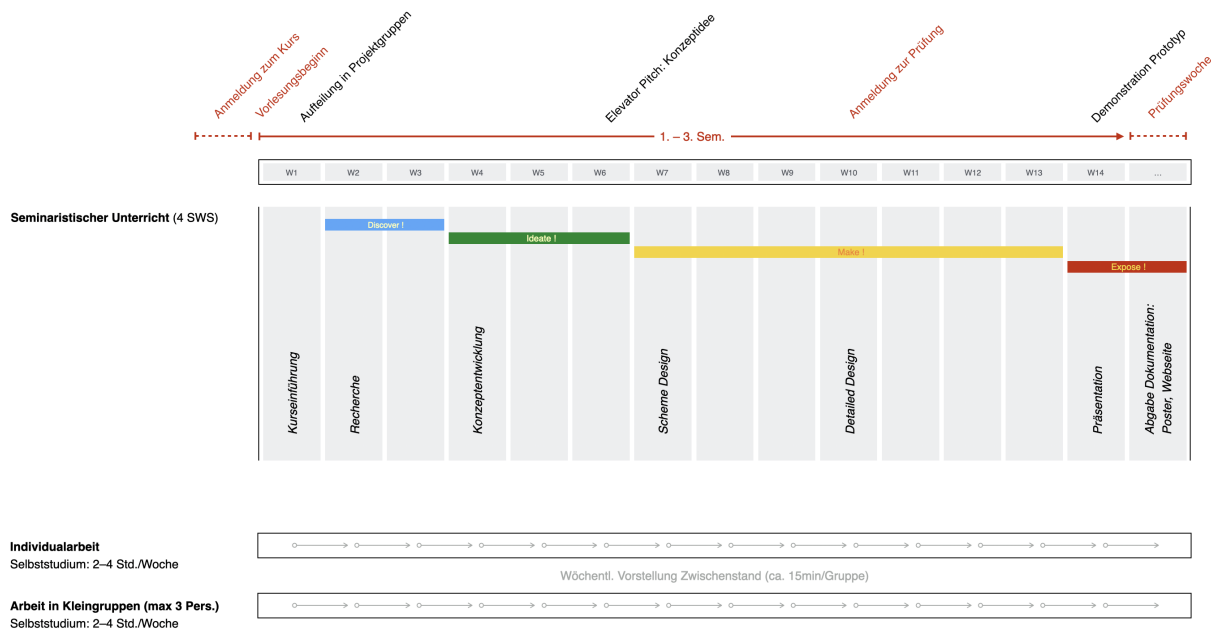 Anmeldung zum Kurs
Vorlesungsbeginn
Aufteilung in Projektgruppen
Elevator Pitch: Konzeptidee
Anmeldung zur Prüfung
Demonstration Prototyp
Prüfungswoche
1. – 3. Sem.
W1 W2 W3 W4 W5 W6 W7 W8 W9 W10 W11 W12 W13 W14 ...
Seminaristischer Unterricht (4 SWS)
Discover !
Ideate !
Make !
Expose !
Kurseinführung
Recherche
Konzeptentwicklung
Scheme Design
Detailed Design
Präsentation
Abgabe Dokumentation:
Poster, Webseite
Individualarbeit
Selbststudium: 2–4 Std./Woche
Wöchentl. Vorstellung Zwischenstand (ca. 15min/Gruppe)
Arbeit in Kleingruppen (max 3 Pers.)
Selbststudium: 2–4 Std./Woche